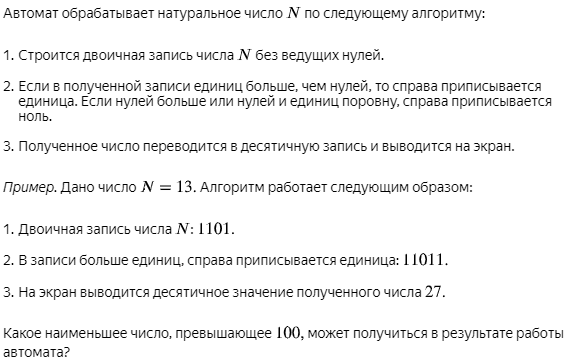 Автомат обрабатывает натуральное число N по следующему алгоритму:
1. Строится двоичная запись числа N без ведущих нулей.
2. Если в полученной записи единиц больше, чем нулей, то справа приписывается
единица. Если нулей больше или нулей и единиц поровну, справа приписывается
ноль.
3. Полученное число переводится в десятичную запись и выводится на экран.
Пример. Дано число N = 13. Алгоритм работает следующим образом:
1. Двоичная запись числа N: 1101.
2. В записи больше единиц, справа приписывается единица: 11011.
3. На экран выводится десятичное значение полученного числа 27.
Какое наименьшее число, превышающее 100, может получиться в результате работы
автомата?